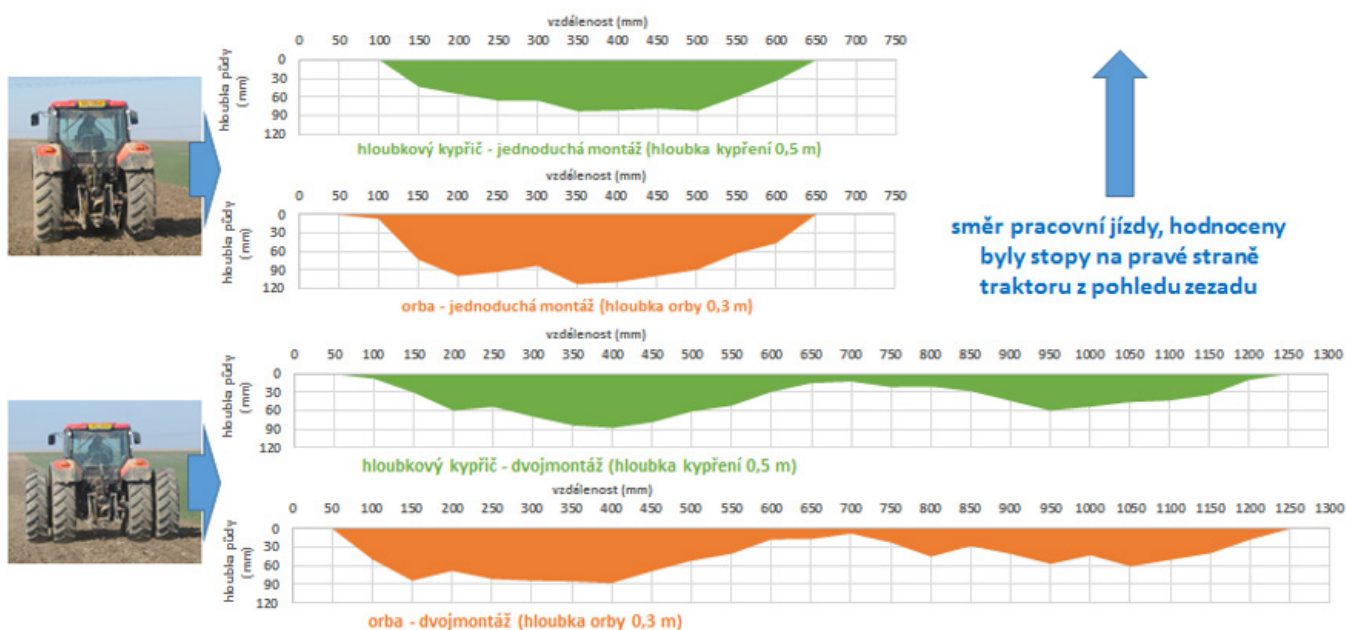 vzdálenost (mm)
0 50 100 150 200 250 300 350 400 450 500 550 600 650 700 750
hloubka půdy
(mm)
0
30
60
90
120
hloubkový kypřič - jednoduchá montáž (hloubka kypření 0,5 m)
vzdálenost (mm)
0 50 100 150 200 250 300 350 400 450 500 550 600 650 700 750
hloubka půdy
(mm)
0
30
60
90
120
orba - jednoduchá montáž (hloubka orby 0,3 m)
směr pracovní jízdy, hodnoceny
byly stopy na pravé straně
traktoru z pohledu zezadu
vzdálenost (mm)
0 50 100 150 200 250 300 350 400 450 500 550 600 650 700 750 800 850 900 950 1000 1050 1100 1150 1200 1250 1300
hloubka půdy
(mm)
0
30
60
90
120
hloubkový kypřič - dvojmontáž (hloubka kypření 0,5 m)
vzdálenost (mm)
0 50 100 150 200 250 300 350 400 450 500 550 600 650 700 750 800 850 900 950 1000 1050 1100 1150 1200 1250 1300
hloubka půdy
(mm)
0
30
60
90
120
orba - dvojmontáž (hloubka orby 0,3 m)